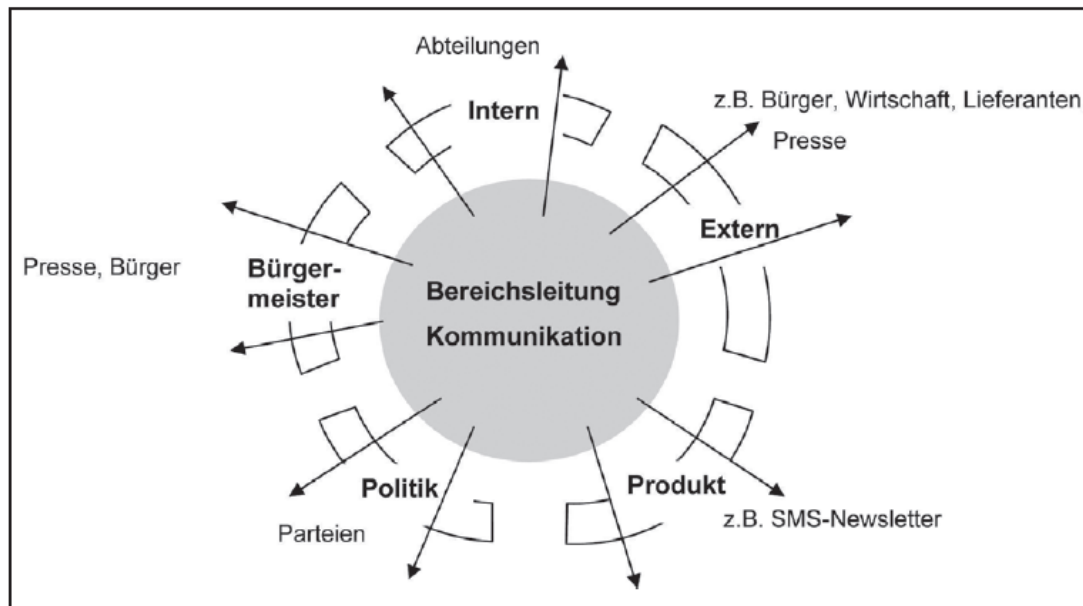 Abteilungen
Intern
z.B. Bürger, Wirtschaft, Lieferanten
Presse
Extern
Presse, Bürger
Bürger-
meister
Bereichsleitung
Kommunikation
Politik
Parteien
Produkt
z.B. SMS-Newsletter